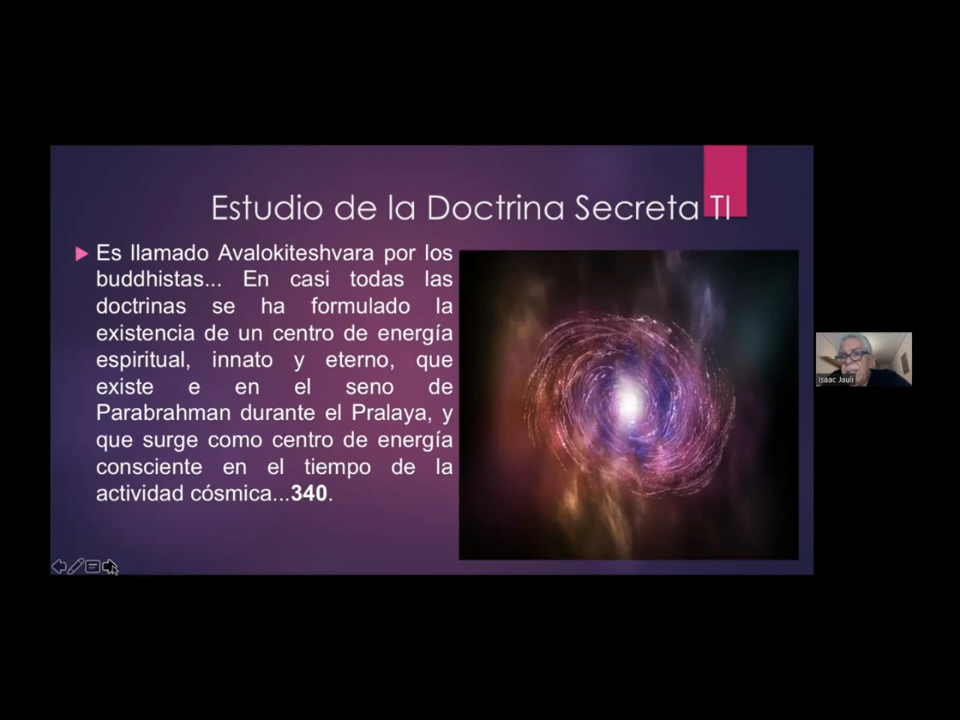 Estudio de la Doctrina Secreta TI
Es llamado Avalokiteshvara por los
buddhistas... En casi todas las
doctrinas se ha formulado la
existencia de un centro de energía
espiritual, innato y eterno, que
existe e en el seno de
Parabrahman durante el Pralaya, y
que surge como centro de energía
consciente en el tiempo de la
actividad cósmica...340.
Isaac Jauli